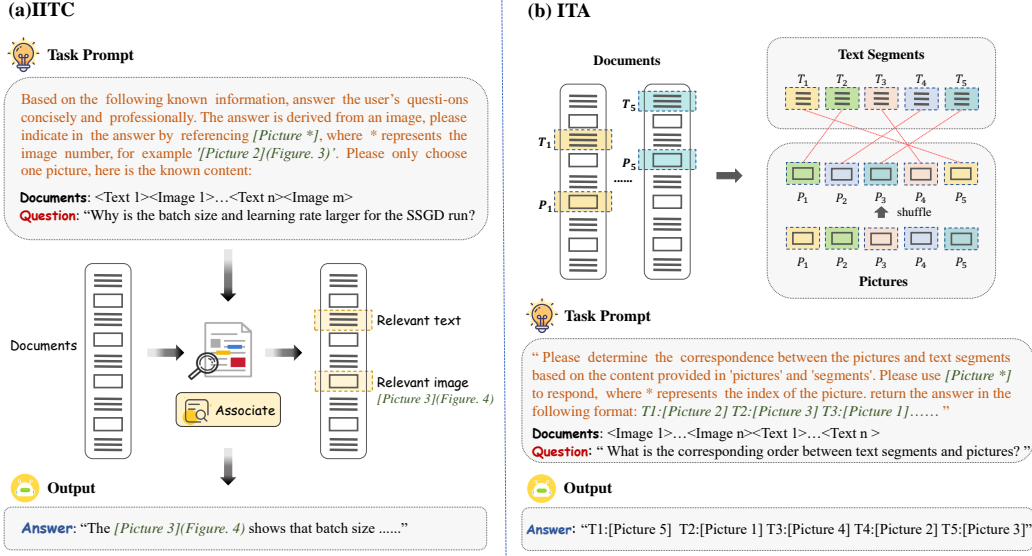 (a)IITC
Task Prompt
Based on the following known information, answer the user's questi-ons
concisely and professionally. The answer is derived from an image, please
indicate in the answer by referencing [Picture *], where * represents the
image number, for example '[Picture 2](Figure. 3)'. Please only choose
one picture, here is the known content:
Documents: <Text 1><Image 1>…<Text n><Image m>
Question: “Why is the batch size and learning rate larger for the SSGD run?
Documents
Associate
Relevant text
Relevant image
[Picture 3](Figure. 4)
Output
Answer: “The [Picture 3](Figure. 4) shows that batch size ......”
(b) ITA
Documents
T5
T1
P5
......
P1
Text Segments
T1 T2 T3 T4 T5
P1 P2 P3 P4 P5
shuffle
P1 P2 P3 P4 P5
Pictures
Task Prompt
“ Please determine the correspondence between the pictures and text segments
based on the content provided in 'pictures' and 'segments'. Please use [Picture *]
to respond, where * represents the index of the picture. return the answer in the
following format: T1:[Picture 2] T2:[Picture 3] T3:[Picture 1]…… ”
Documents: <Image 1>…<Image n><Text 1>…<Text n >
Question: “ What is the corresponding order between text segments and pictures? ”
Output
Answer: “T1:[Picture 5] T2:[Picture 1] T3:[Picture 4] T4:[Picture 2] T5:[Picture 3]”